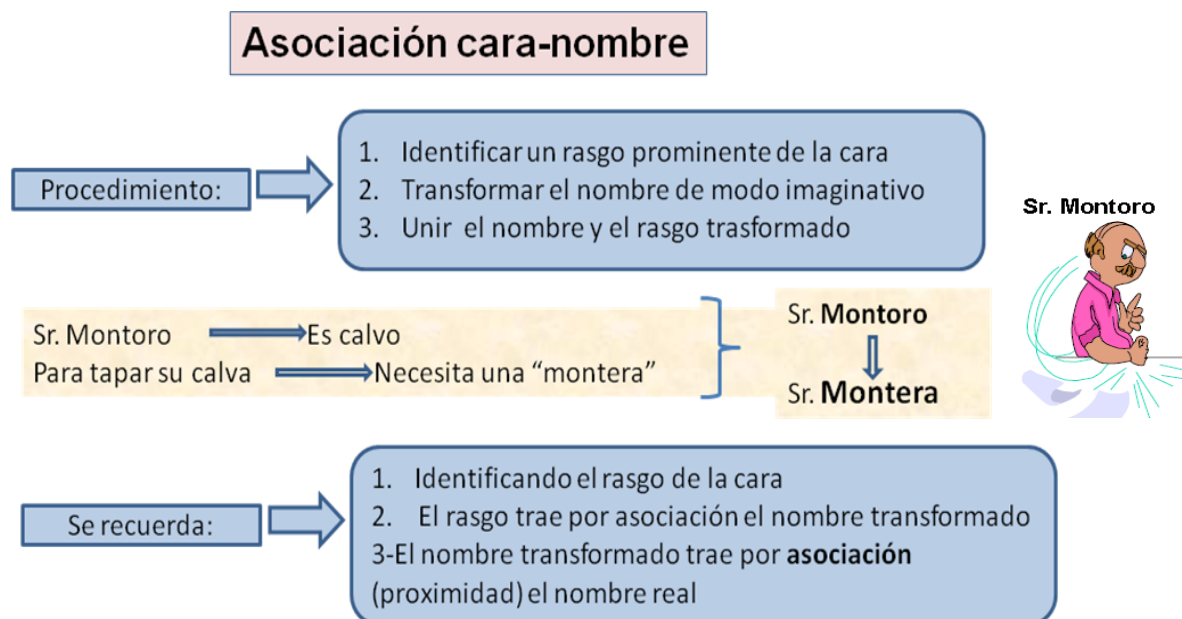 Asociación cara-nombre
Procedimiento:
1. Identificar un rasgo prominente de la cara
2. Transformar el nombre de modo imaginativo
3. Unir el nombre y el rasgo trasformado
Sr. Montoro
Sr. Montoro Es calvo
Para tapar su calva Necesita una “montera”
Sr. Montoro
Sr. Montera
Se recuerda:
1. Identificando el rasgo de la cara
2. El rasgo trae por asociación el nombre transformado
3-El nombre transformado trae por asociación
(proximidad) el nombre real